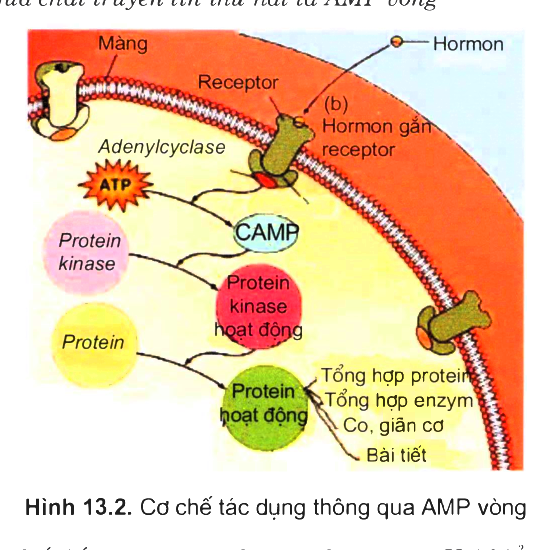 AMP vòng
Màng
Hormon
Receptor
(b)
Hormon gắn
receptor
Adenylcyclase
ATP
CAMP
Protein
kinase
Protein
kinase
hoạt động
Protein
Protein
hoạt động
Tổng hợp protein
Tổng hợp enzym
Co, giãn cơ
Bài tiết
Hình 13.2. Cơ chế tác dụng thông qua AMP vòng